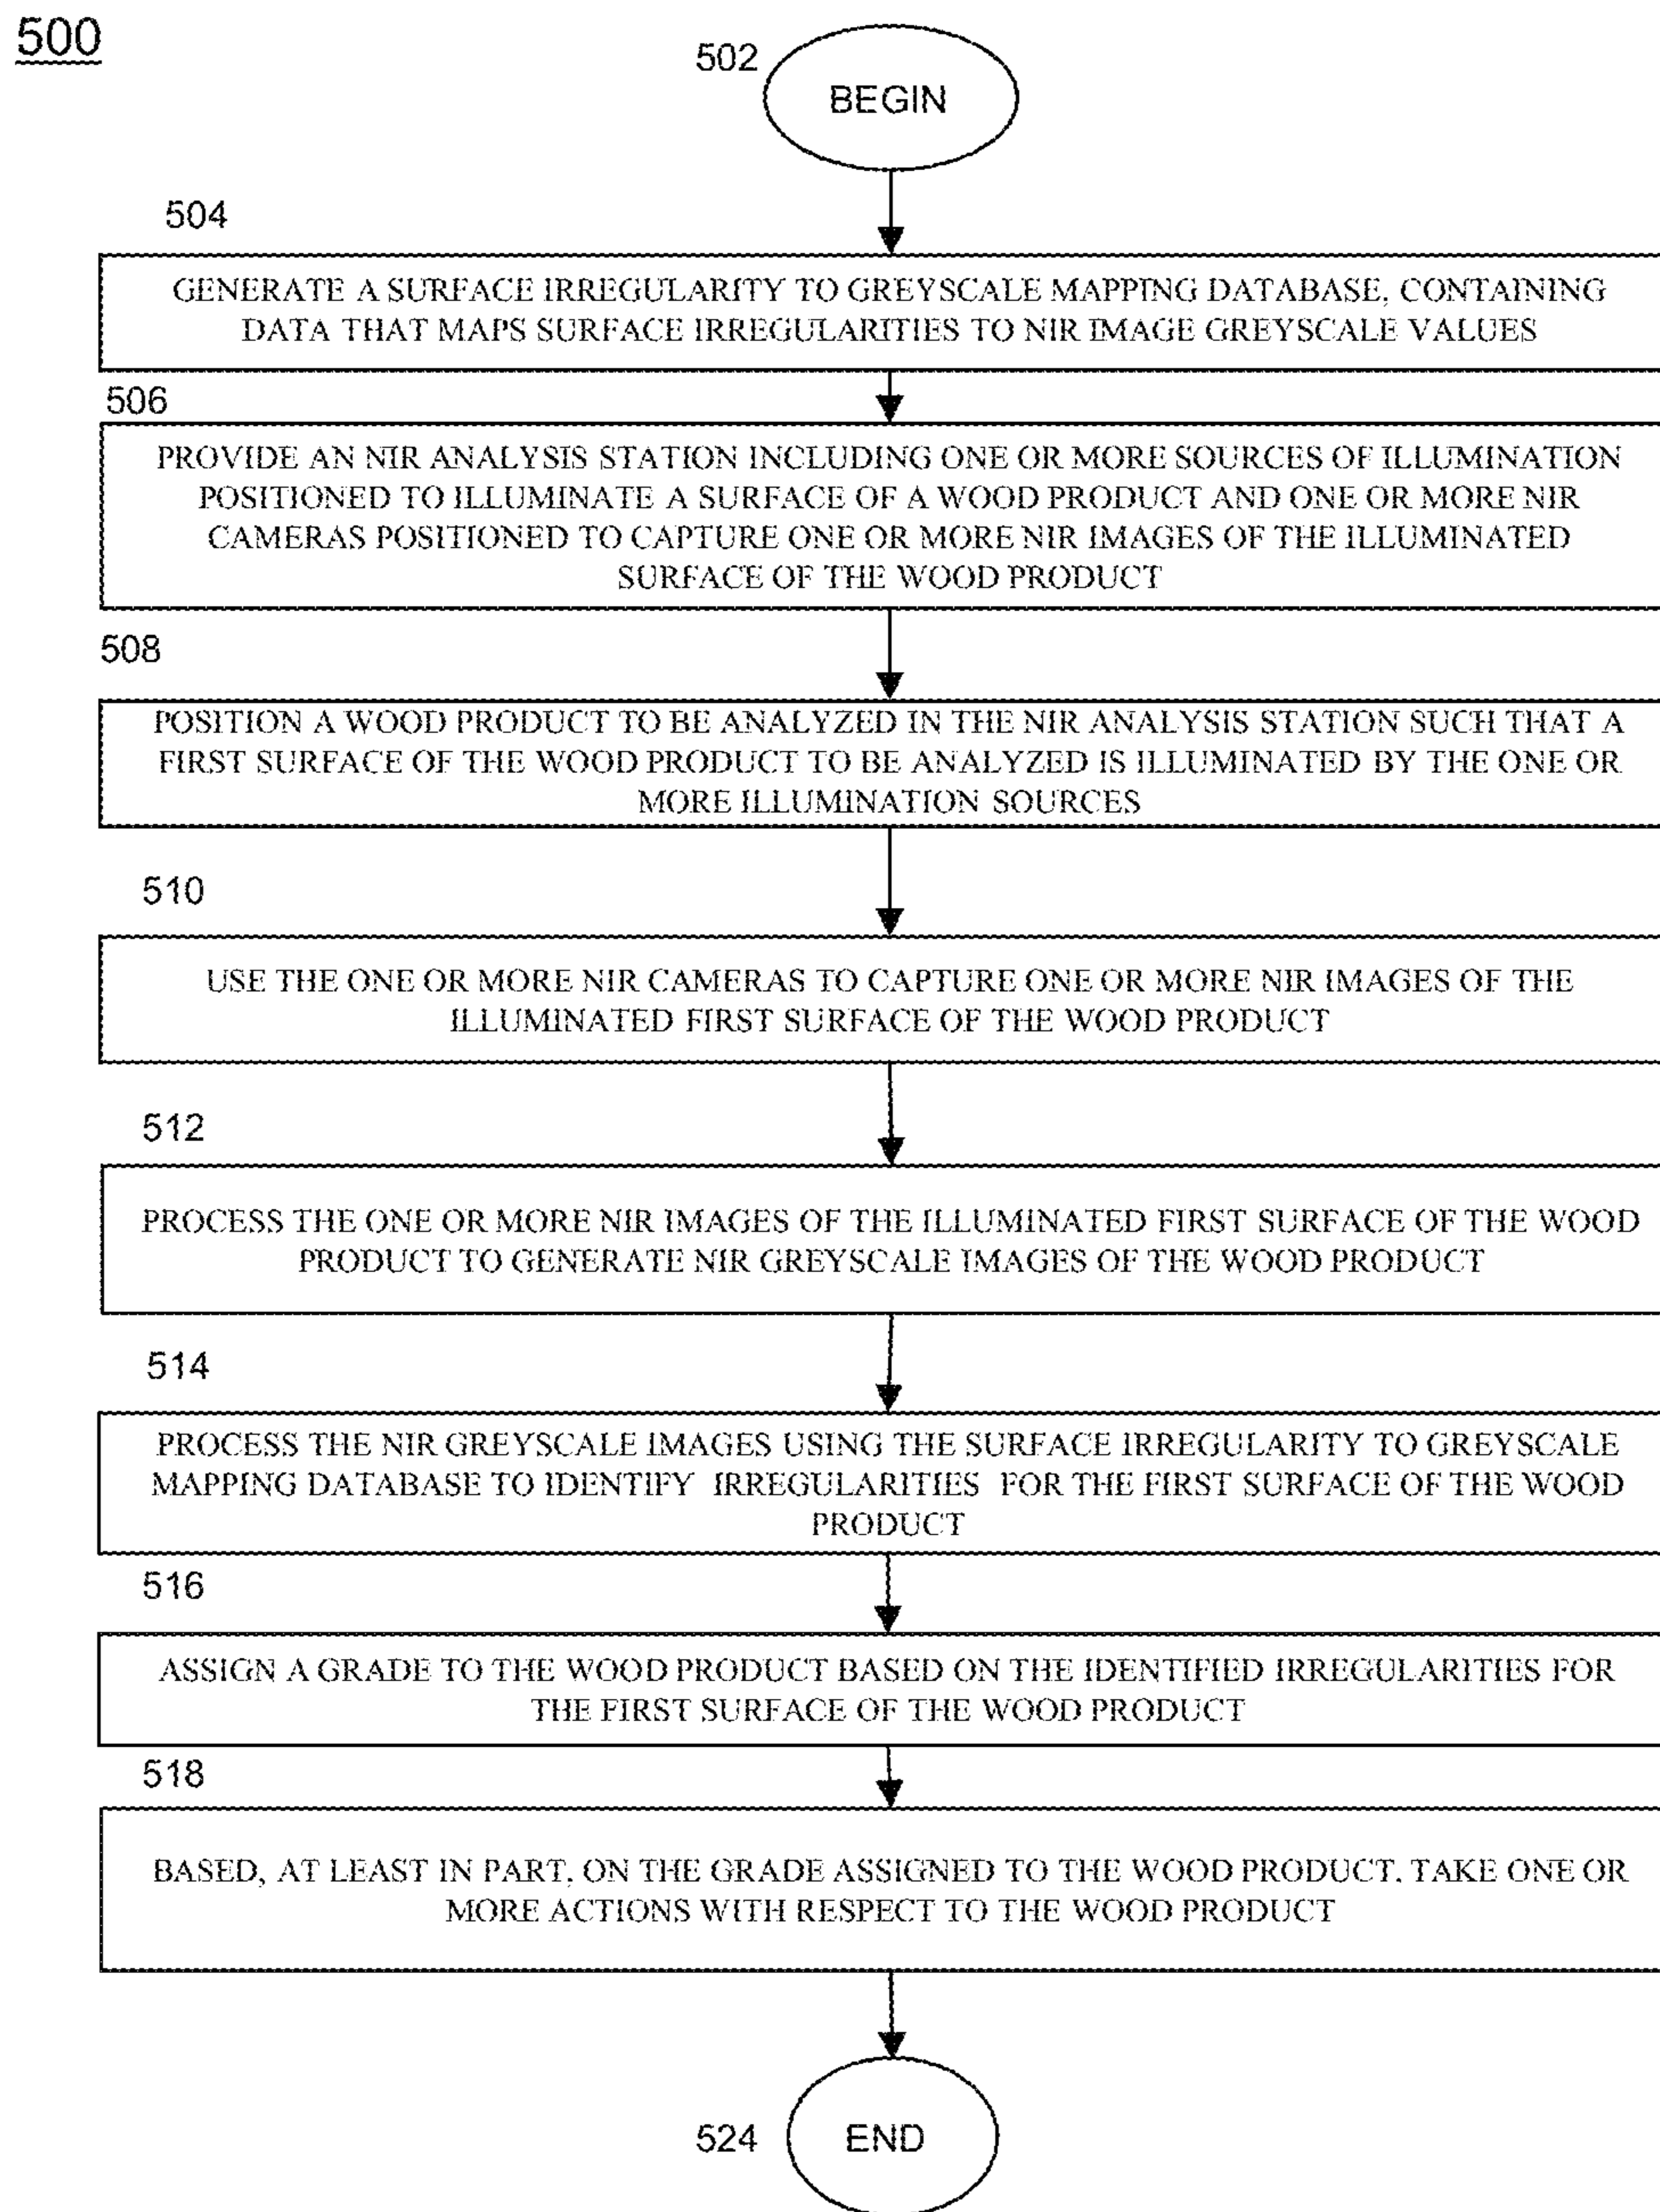 500
502
BEGIN
504
GENERATE A SURFACE IRREGULARITY TO GREYSCALE MAPPING DATABASE, CONTAINING
DATA THAT MAPS SURFACE IRREGULARITIES TO NIR IMAGE GREYSCALE VALUES
506
PROVIDE AN NIR ANALYSIS STATION INCLUDING ONE OR MORE SOURCES OF ILLUMINATION
POSITIONED TO ILLUMINATE A SURFACE OF A WOOD PRODUCT AND ONE OR MORE NIR
CAMERAS POSITIONED TO CAPTURE ONE OR MORE NIR IMAGES OF THE ILLUMINATED
SURFACE OF THE WOOD PRODUCT
508
POSITION A WOOD PRODUCT TO BE ANALYZED IN THE NIR ANALYSIS STATION SUCH THAT A
FIRST SURFACE OF THE WOOD PRODUCT TO BE ANALYZED IS ILLUMINATED BY THE ONE OR
MORE ILLUMINATION SOURCES
510
USE THE ONE OR MORE NIR CAMERAS TO CAPTURE ONE OR MORE NIR IMAGES OF THE
ILLUMINATED FIRST SURFACE OF THE WOOD PRODUCT
512
PROCESS THE ONE OR MORE NIR IMAGES OF THE ILLUMINATED FIRST SURFACE OF THE WOOD
PRODUCT TO GENERATE NIR GREYSCALE IMAGES OF THE WOOD PRODUCT
514
PROCESS THE NIR GREYSCALE IMAGES USING THE SURFACE IRREGULARITY TO GREYSCALE
MAPPING DATABASE TO IDENTIFY IRREGULARITIES FOR THE FIRST SURFACE OF THE WOOD
PRODUCT
516
ASSIGN A GRADE TO THE WOOD PRODUCT BASED ON THE IDENTIFIED IRREGULARITIES FOR
THE FIRST SURFACE OF THE WOOD PRODUCT
518
BASED, AT LEAST IN PART, ON THE GRADE ASSIGNED TO THE WOOD PRODUCT, TAKE ONE OR
MORE ACTIONS WITH RESPECT TO THE WOOD PRODUCT
524
END